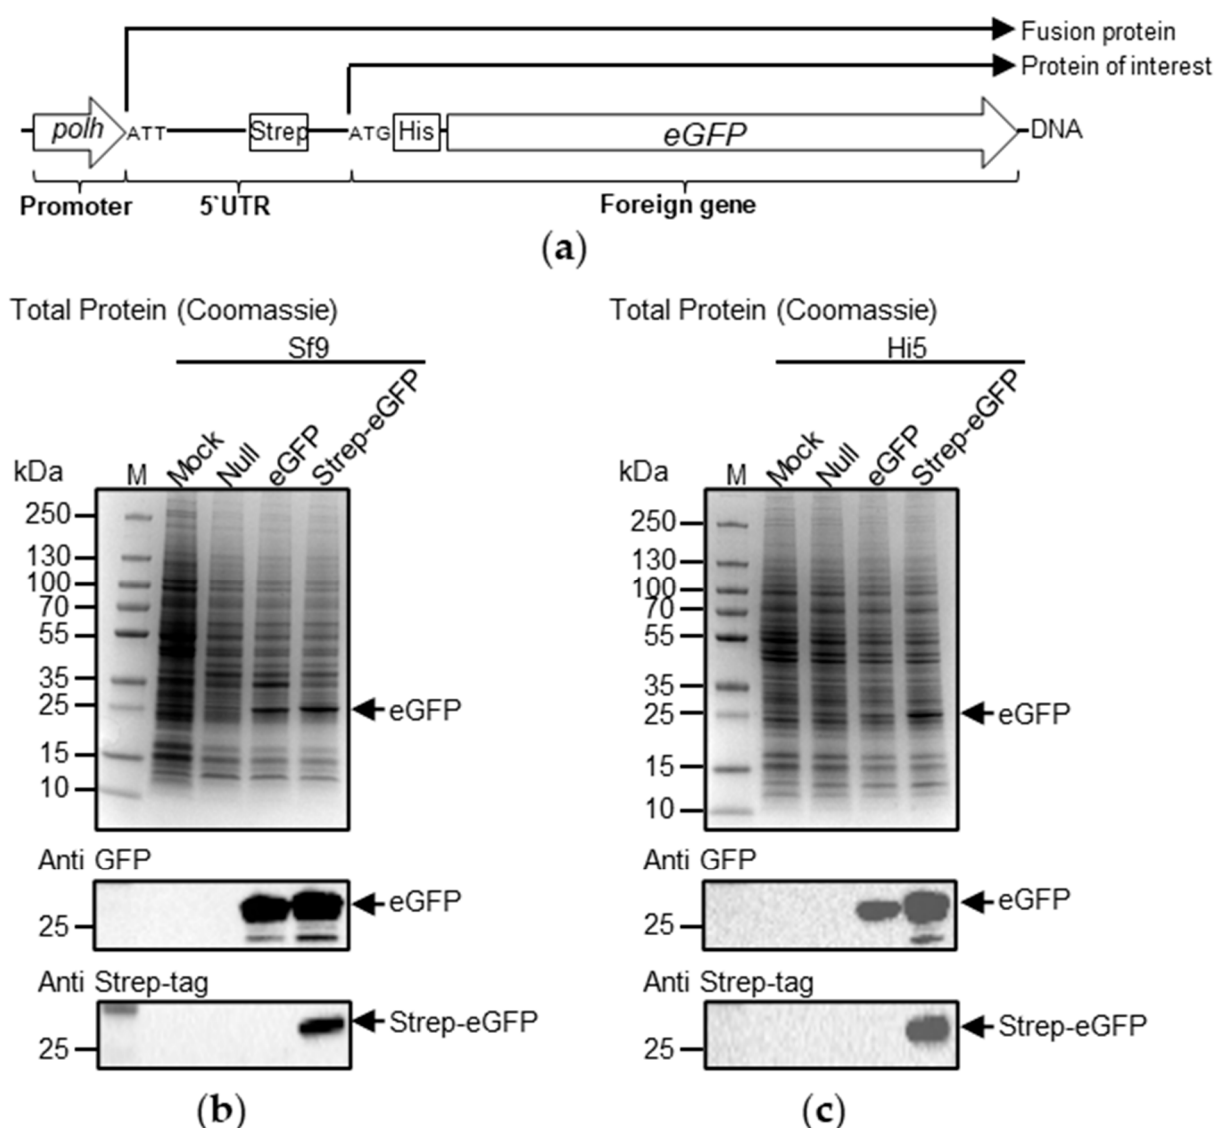 Fusion protein
Protein of interest
polh ATT Strep ATG His eGFP DNA
Promoter 5`UTR Foreign gene
(a)
Total Protein (Coomassie)
Sf9
kDa M Mock Null eGFP Strep-eGFP
250
130
100
70
55
35
25 eGFP
15
10
Anti GFP
eGFP
25
Anti Strep-tag
Strep-eGFP
25
(b)
Total Protein (Coomassie)
Hi5
kDa M Mock Null eGFP Strep-eGFP
250
130
100
70
55
35
25 eGFP
15
10
Anti GFP
eGFP
25
Anti Strep-tag
Strep-eGFP
25
(c)